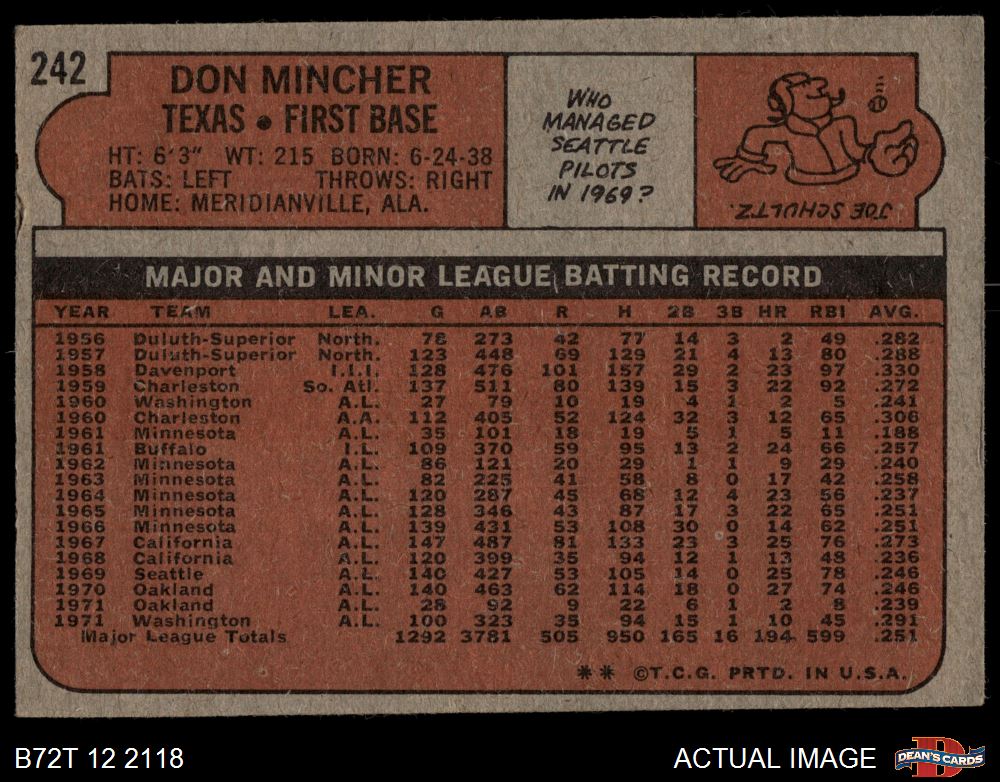 242
DON MINCHER
TEXAS • FIRST BASE
HT: 6'3" WT: 215 BORN: 6-24-38
BATS: LEFT THROWS: RIGHT
HOME: MERIDIANVILLE, ALA.
WHO
MANAGED
SEATTLE
PILOTS
IN 1969?
JOE SCHULTZ.
MAJOR AND MINOR LEAGUE BATTING RECORD
YEAR TEAM LEA. G AB R H 2B 3B HR RBI AVG.
1956 Duluth-Superior North. 78 273 42 77 14 3 2 49 .282
1957 Duluth-Superior North. 123 448 69 129 21 4 13 80 .288
1958 Davenport I.I.I. 128 476 101 157 29 2 23 97 .330
1959 Charleston So. Atl. 137 511 80 139 15 3 22 92 .272
1960 Washington A.L. 27 79 10 19 4 1 2 5 .241
1960 Charleston A.A. 112 405 52 124 32 3 12 65 .306
1961 Minnesota A.L. 35 101 18 19 5 1 5 11 .188
1961 Buffalo I.L. 109 370 59 95 13 2 24 66 .257
1962 Minnesota A.L. 86 121 20 29 1 1 9 29 .240
1963 Minnesota A.L. 82 225 41 58 8 0 17 42 .258
1964 Minnesota A.L. 120 287 45 68 12 4 23 56 .237
1965 Minnesota A.L. 128 346 43 87 17 3 22 65 .251
1966 Minnesota A.L. 139 431 53 108 30 0 14 62 .251
1967 California A.L. 147 487 81 133 23 3 25 76 .273
1968 California A.L. 120 399 35 94 12 1 13 48 .236
1969 Seattle A.L. 140 427 53 105 14 0 25 78 .246
1970 Oakland A.L. 140 463 62 114 18 0 27 74 .246
1971 Oakland A.L. 28 92 9 22 6 1 2 8 .239
1971 Washington A.L. 100 323 35 94 15 1 10 45 .291
Major League Totals 1292 3781 505 950 165 16 194 599 .251
** ©T.C.G. PRTD. IN U.S.A.
B72T 12 2118
ACTUAL IMAGE
DEAN'S CARDS